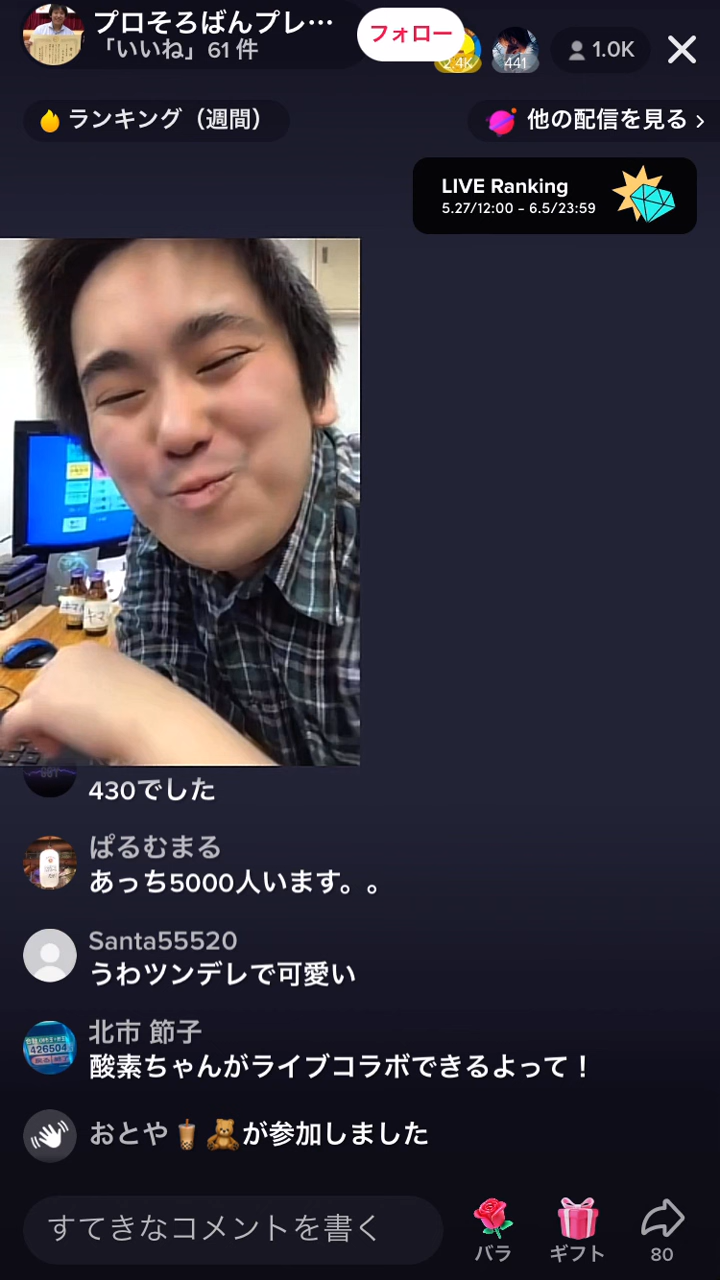 プロそろばんプレ…
「いいね」61 件
フォロー
2.4K
441
1.0K
ランキング（週間）
他の配信を見る
LIVE Ranking
5.27/12:00 – 6.5/23:59
キマ
キマ
430でした
ぱるむまる
あっち5000人います。。
Santa55520
うわツンデレで可愛い
北市 節子
426504
酸素ちゃんがライブコラボできるよって！
おとや🧋🧸が参加しました
すてきなコメントを書く
バラ
ギフト
80